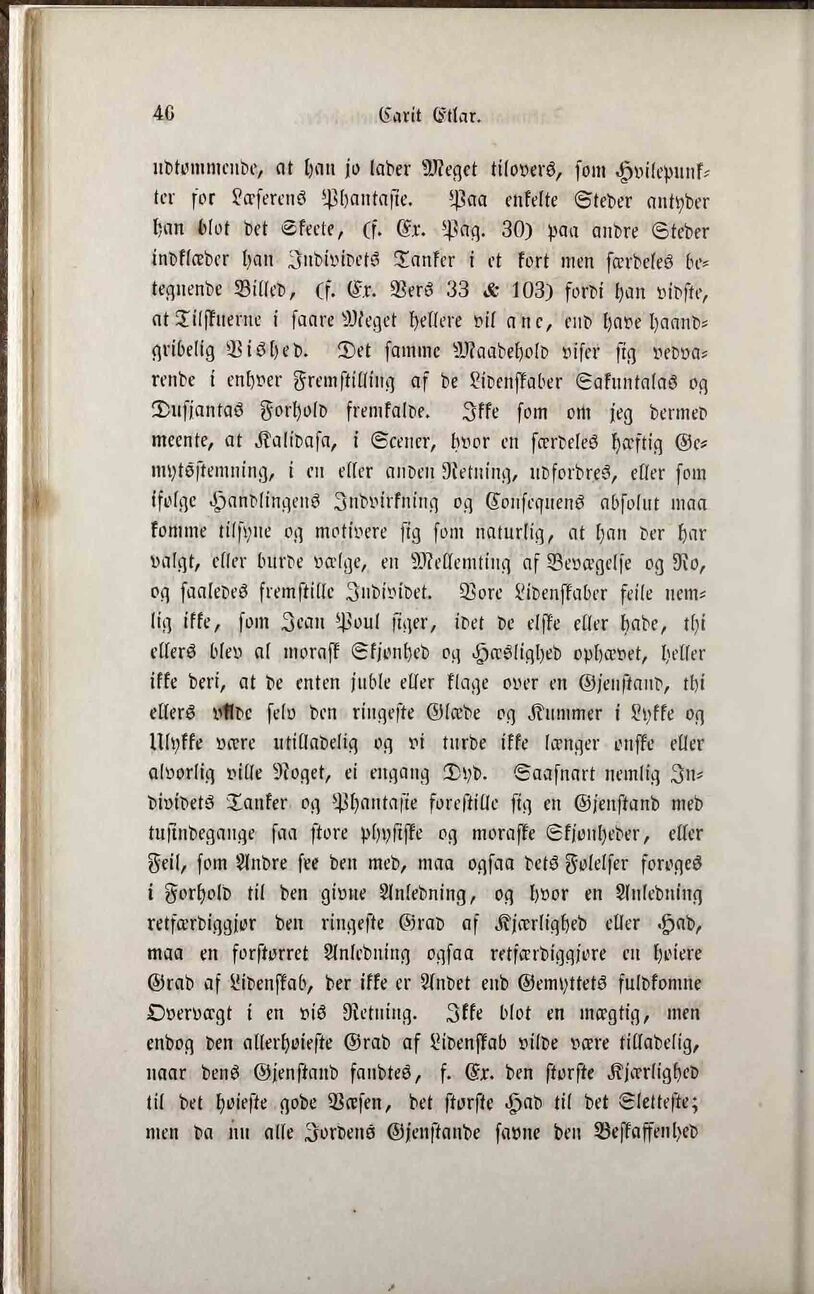 46 Carit Etlar.
udtømmende, at han jo lader Meget tilovers, som Hvilepunk-
ter for Læserens Phantasie. Paa enkelte Steder antyder
han blot det Skeete, (f. Ex. Pag. 30) paa andre Steder
indklæder han Individets Tanker i et kort men særdeles be-
tegnende Billed, (f. Ex. Vers 33 & 103) fordi han vidste,
at Tilskuerne i saare Meget hellere vil ane, end have haand-
gribelig Vished. Det samme Maadehold viser sig vedva-
rende i enhver Fremstilling af de Lidenskaber Sakuntalas og
Dusjantas Forhold fremkalde. Ikke som om jeg dermed
meente, at Kalidasa, i Scener, hvor en særdeles hæftig Ge-
mytsstemning, i en eller anden Retning, udfordres, eller som
ifølge Handlingens Indvirkning og Consequens absolut maa
komme tilsyne og motivere sig som naturlig, at han der har
valgt, eller burde vælge, en Mellemting af Bevægelse og Ro,
og saaledes fremstille Individet. Vore Lidenskaber feile nem-
lig ikke, som Jean Poul siger, idet de elske eller hade, thi
ellers blev al moralsk Skjønhed og Hæslighed ophævet, heller
ikke deri, at de enten juble eller klage over en Gjenstand, thi
ellers vilde selv den ringeste Glæde og Kummer i Lykke og
Ulykke være utilladelig og vi turde ikke længer ønske eller
alvorlig ville Noget, ei engang Dyd. Saasnart nemlig In-
dividets Tanker og Phantasie forestille sig en Gjenstand med
tusindegange saa store physiske og moralske Skjønheder, eller
Feil, som Andre see den med, maa ogsaa dets Følelser forøges
i Forhold til den givne Anledning, og hvor en Anledning
retfærdiggjør den ringeste Grad af Kjærlighed eller Had,
maa en forstørret Anledning ogsaa retfærdiggjøre en høiere
Grad af Lidenskab, der ikke er Andet end Gemyttets fuldkomne
Overvægt i en vis Retning. Ikke blot en mægtig, men
endog den allerhøieste Grad af Lidenskab vilde være tilladelig,
naar dens Gjenstand fandtes, f. Ex. den største Kjærlighed
til det høieste gode Væsen, det største Had til det Sletteste;
men da nu alle Jordens Gjenstande savne den Beskaffenhed